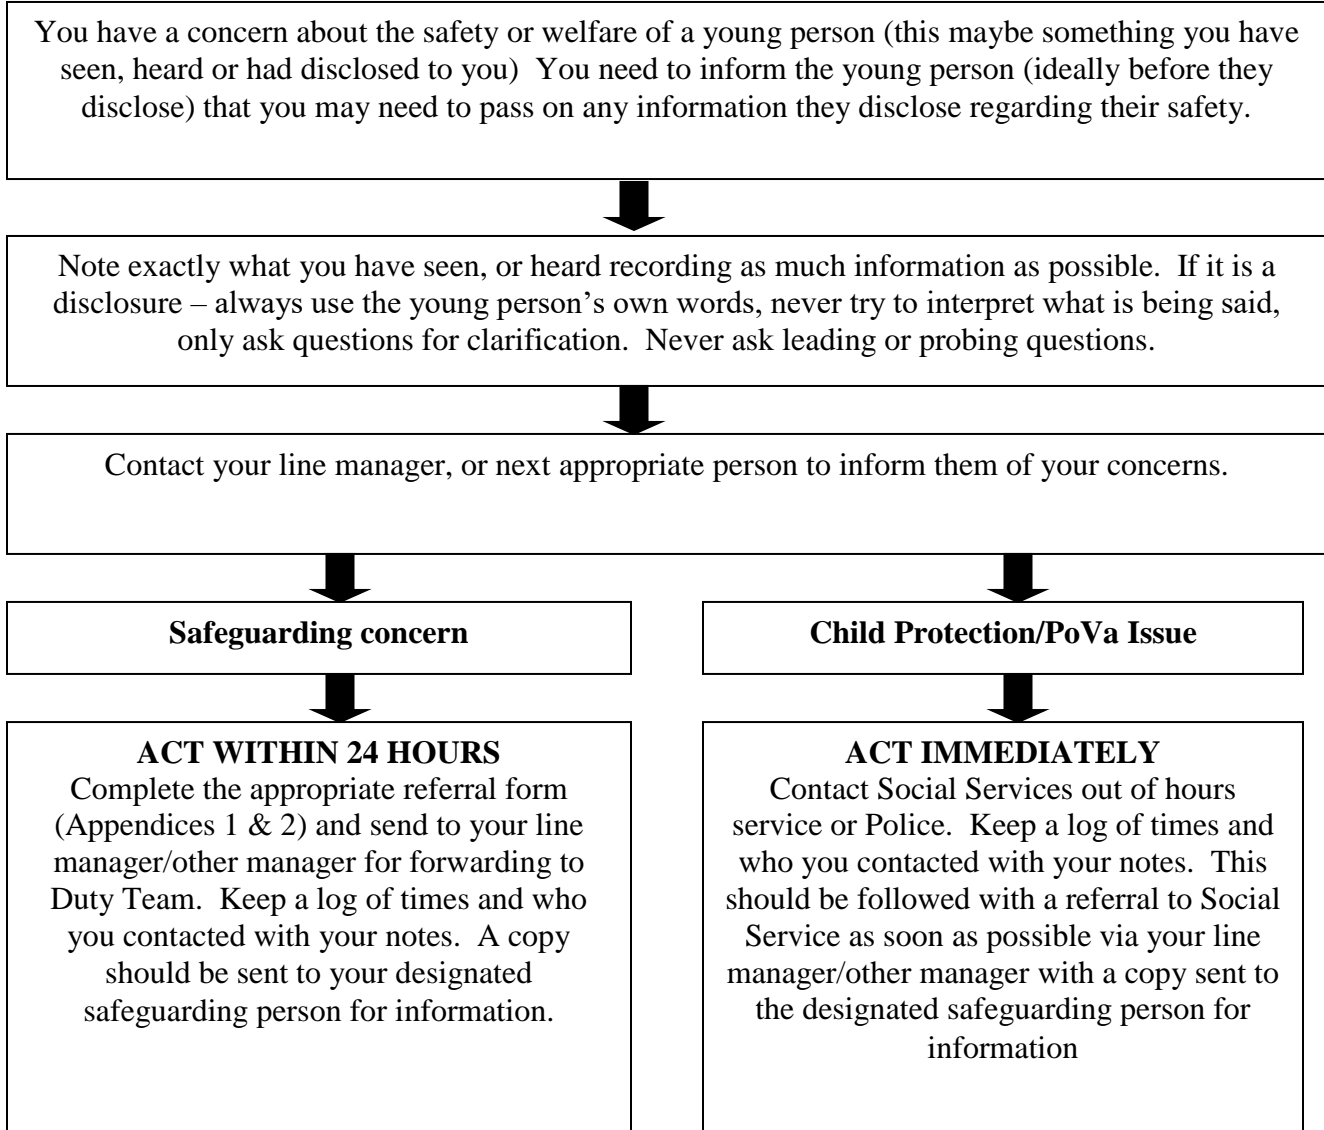 You have a concern about the safety or welfare of a young person (this maybe something you have
seen, heard or had disclosed to you)  You need to inform the young person (ideally before they
disclose) that you may need to pass on any information they disclose regarding their safety.
Note exactly what you have seen, or heard recording as much information as possible.  If it is a
disclosure – always use the young person’s own words, never try to interpret what is being said,
only ask questions for clarification.  Never ask leading or probing questions.
Contact your line manager, or next appropriate person to inform them of your concerns.
Safeguarding concern
ACT WITHIN 24 HOURS
Complete the appropriate referral form
(Appendices 1 & 2) and send to your line
manager/other manager for forwarding to
Duty Team.  Keep a log of times and who
you contacted with your notes.  A copy
should be sent to your designated
safeguarding person for information.
Child Protection/PoVa Issue
ACT IMMEDIATELY
Contact Social Services out of hours
service or Police.  Keep a log of times and
who you contacted with your notes.  This
should be followed with a referral to Social
Service as soon as possible via your line
manager/other manager with a copy sent to
the designated safeguarding person for
information